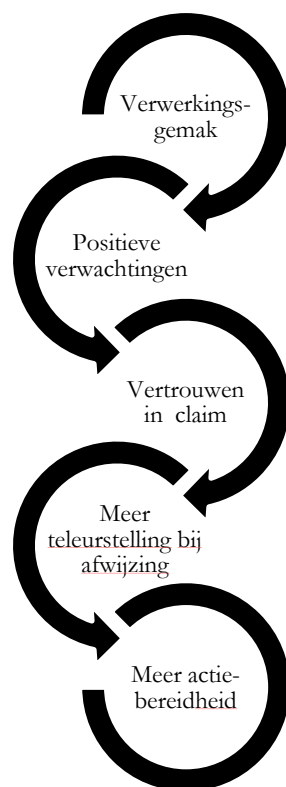 Verwerkings-
gemak
Positieve
verwachtingen
Vertrouwen
in claim
Meer
teleurstelling bij
afwijzing
Meer actie-
bereidheid